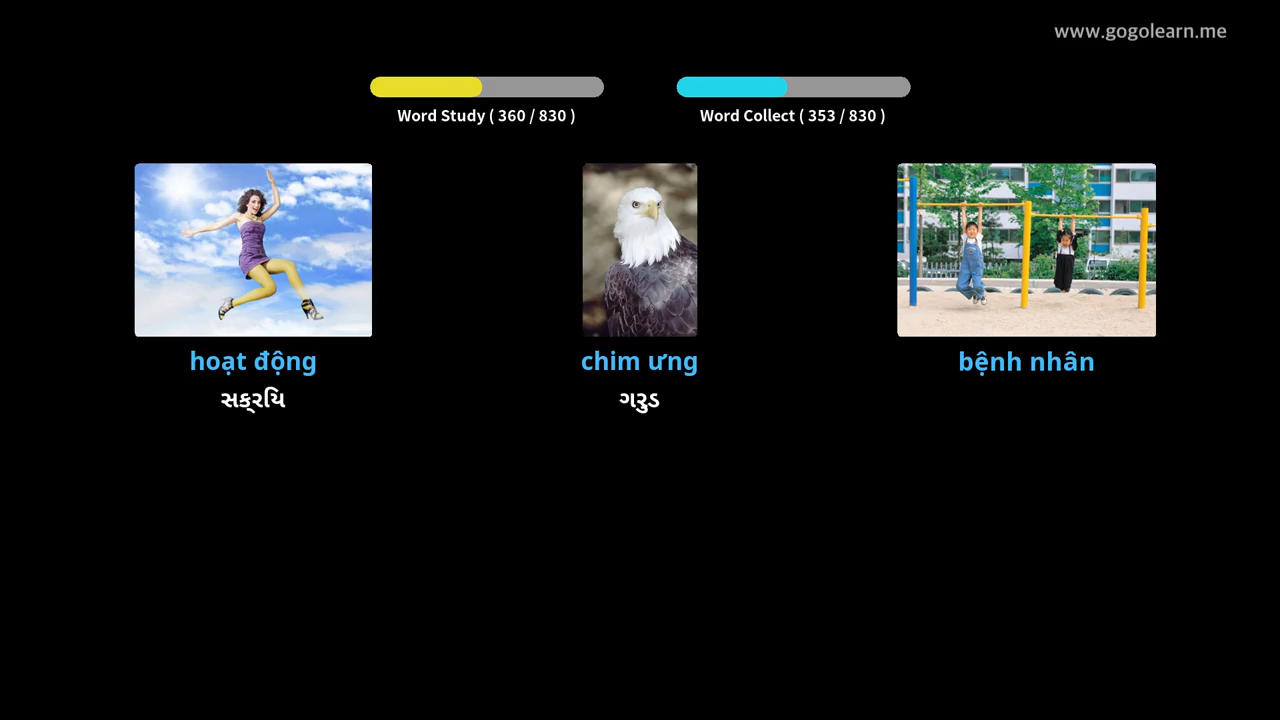 www.gogolearn.me
Word Study ( 360 / 830 )
Word Collect ( 353 / 830 )
hoạt động
સક્રિય
chim ưng
ગરુડ
bệnh nhân